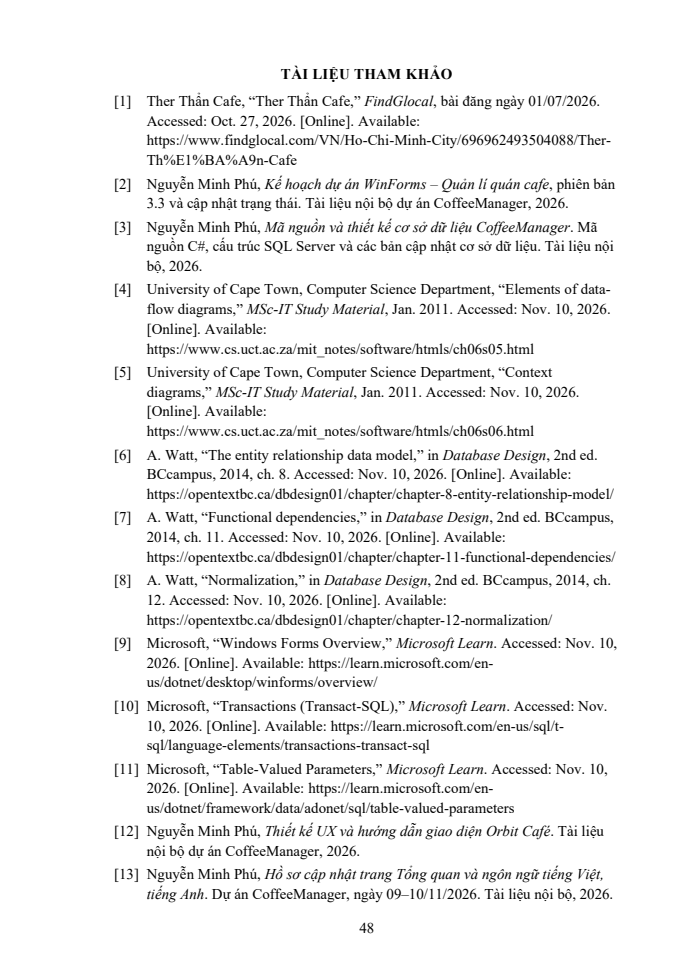 TÀI LIỆU THAM KHẢO
[1] Ther Thẩn Cafe, “Ther Thẩn Cafe,” FindGlocal, bài đăng ngày 01/07/2026.
Accessed: Oct. 27, 2026. [Online]. Available:
https://www.findglocal.com/VN/Ho-Chi-Minh-City/696962493504088/Ther-
Th%E1%BA%A9n-Cafe
[2] Nguyễn Minh Phú, Kế hoạch dự án WinForms – Quản lí quán cafe, phiên bản
3.3 và cập nhật trạng thái. Tài liệu nội bộ dự án CoffeeManager, 2026.
[3] Nguyễn Minh Phú, Mã nguồn và thiết kế cơ sở dữ liệu CoffeeManager. Mã
nguồn C#, cấu trúc SQL Server và các bản cập nhật cơ sở dữ liệu. Tài liệu nội
bộ, 2026.
[4] University of Cape Town, Computer Science Department, “Elements of data-
flow diagrams,” MSc-IT Study Material, Jan. 2011. Accessed: Nov. 10, 2026.
[Online]. Available:
https://www.cs.uct.ac.za/mit_notes/software/htmls/ch06s05.html
[5] University of Cape Town, Computer Science Department, “Context
diagrams,” MSc-IT Study Material, Jan. 2011. Accessed: Nov. 10, 2026.
[Online]. Available:
https://www.cs.uct.ac.za/mit_notes/software/htmls/ch06s06.html
[6] A. Watt, “The entity relationship data model,” in Database Design, 2nd ed.
BCcampus, 2014, ch. 8. Accessed: Nov. 10, 2026. [Online]. Available:
https://opentextbc.ca/dbdesign01/chapter/chapter-8-entity-relationship-model/
[7] A. Watt, “Functional dependencies,” in Database Design, 2nd ed. BCcampus,
2014, ch. 11. Accessed: Nov. 10, 2026. [Online]. Available:
https://opentextbc.ca/dbdesign01/chapter/chapter-11-functional-dependencies/
[8] A. Watt, “Normalization,” in Database Design, 2nd ed. BCcampus, 2014, ch.
12. Accessed: Nov. 10, 2026. [Online]. Available:
https://opentextbc.ca/dbdesign01/chapter/chapter-12-normalization/
[9] Microsoft, “Windows Forms Overview,” Microsoft Learn. Accessed: Nov. 10,
2026. [Online]. Available: https://learn.microsoft.com/en-
us/dotnet/desktop/winforms/overview/
[10] Microsoft, “Transactions (Transact-SQL),” Microsoft Learn. Accessed: Nov.
10, 2026. [Online]. Available: https://learn.microsoft.com/en-us/sql/t-
sql/language-elements/transactions-transact-sql
[11] Microsoft, “Table-Valued Parameters,” Microsoft Learn. Accessed: Nov. 10,
2026. [Online]. Available: https://learn.microsoft.com/en-
us/dotnet/framework/data/adonet/sql/table-valued-parameters
[12] Nguyễn Minh Phú, Thiết kế UX và hướng dẫn giao diện Orbit Café. Tài liệu
nội bộ dự án CoffeeManager, 2026.
[13] Nguyễn Minh Phú, Hồ sơ cập nhật trang Tổng quan và ngôn ngữ tiếng Việt,
tiếng Anh. Dự án CoffeeManager, ngày 09–10/11/2026. Tài liệu nội bộ, 2026.
48